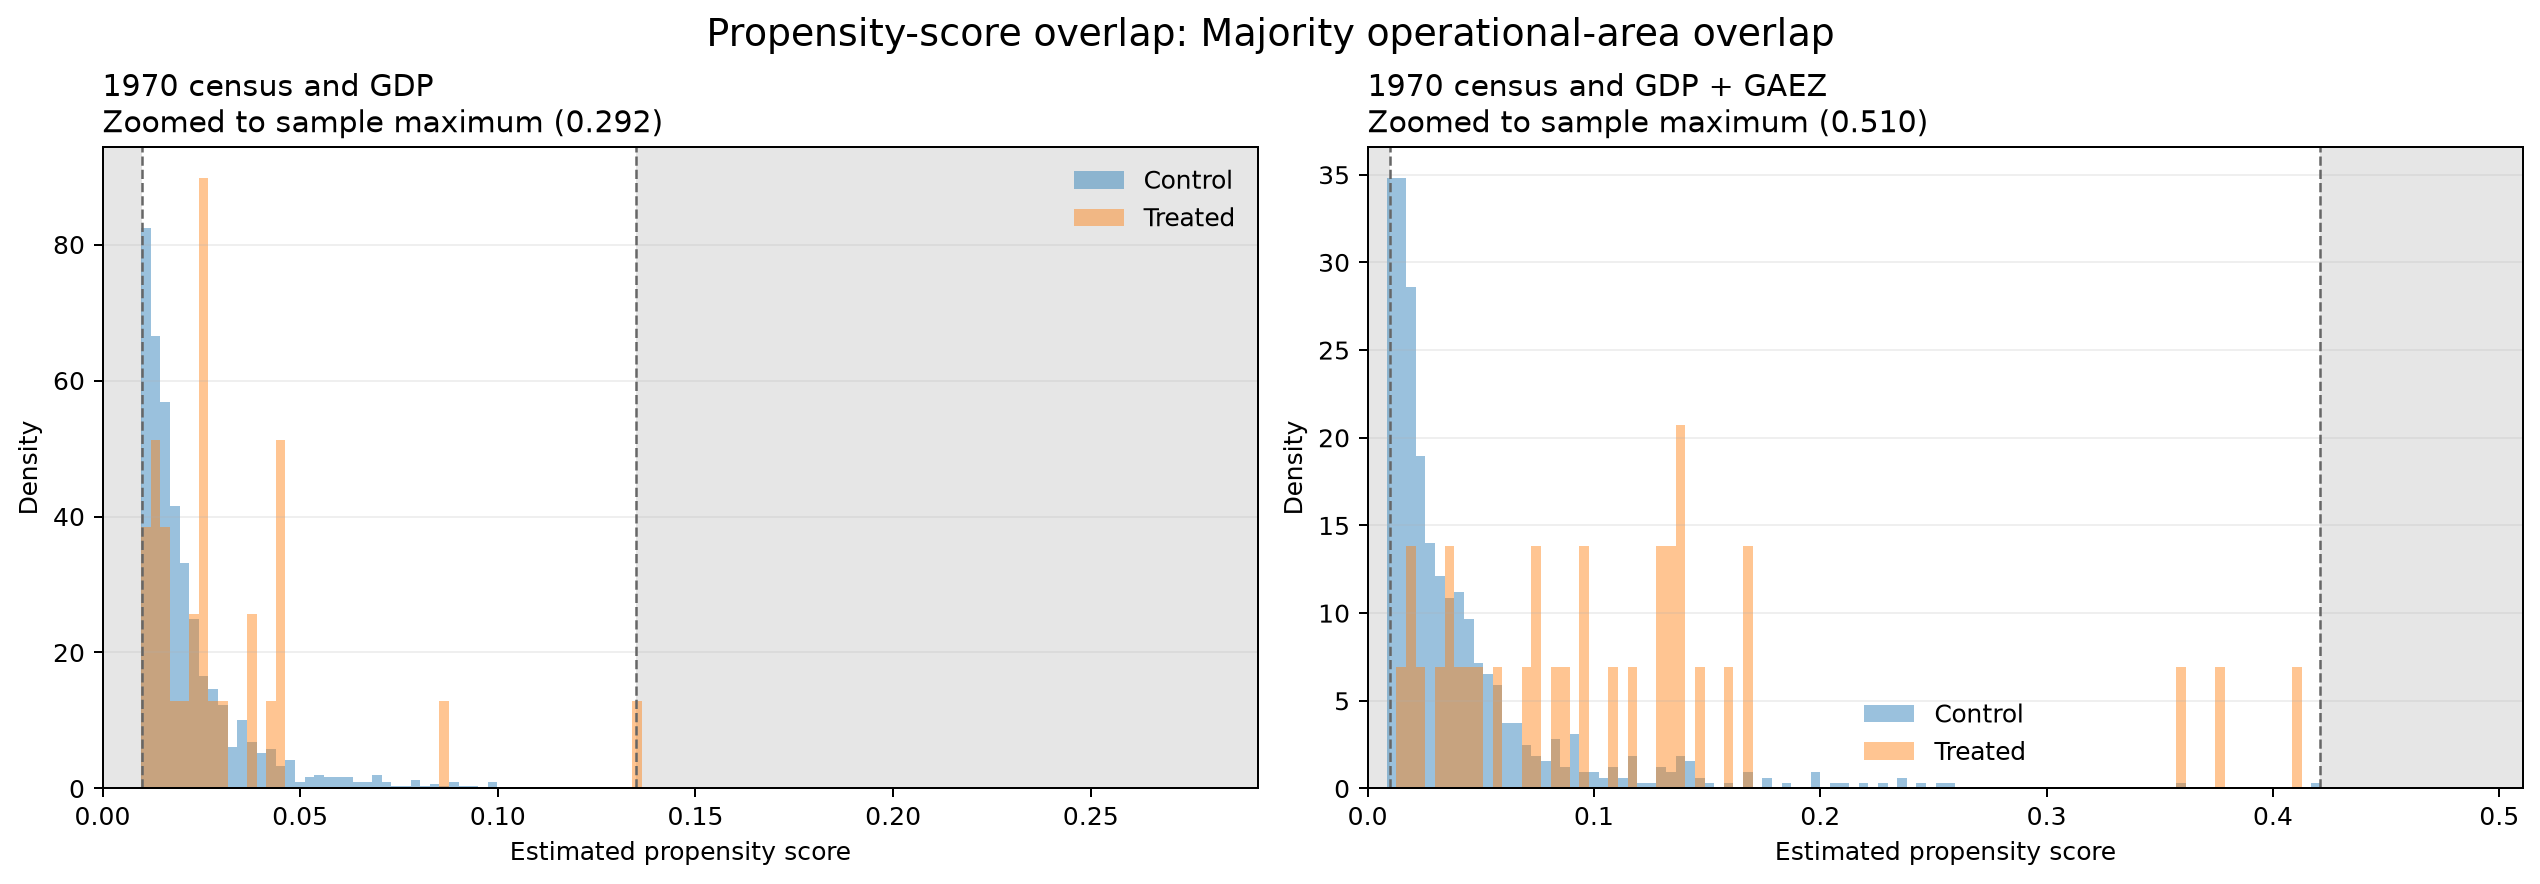 Propensity-score overlap: Majority operational-area overlap
1970 census and GDP
Zoomed to sample maximum (0.292)
Density
80
60
40
20
0
0.00
0.05
0.10
0.15
0.20
0.25
Estimated propensity score
Control
Treated
1970 census and GDP + GAEZ
Zoomed to sample maximum (0.510)
Density
35
30
25
20
15
10
5
0
0.0
0.1
0.2
0.3
0.4
0.5
Estimated propensity score
Control
Treated